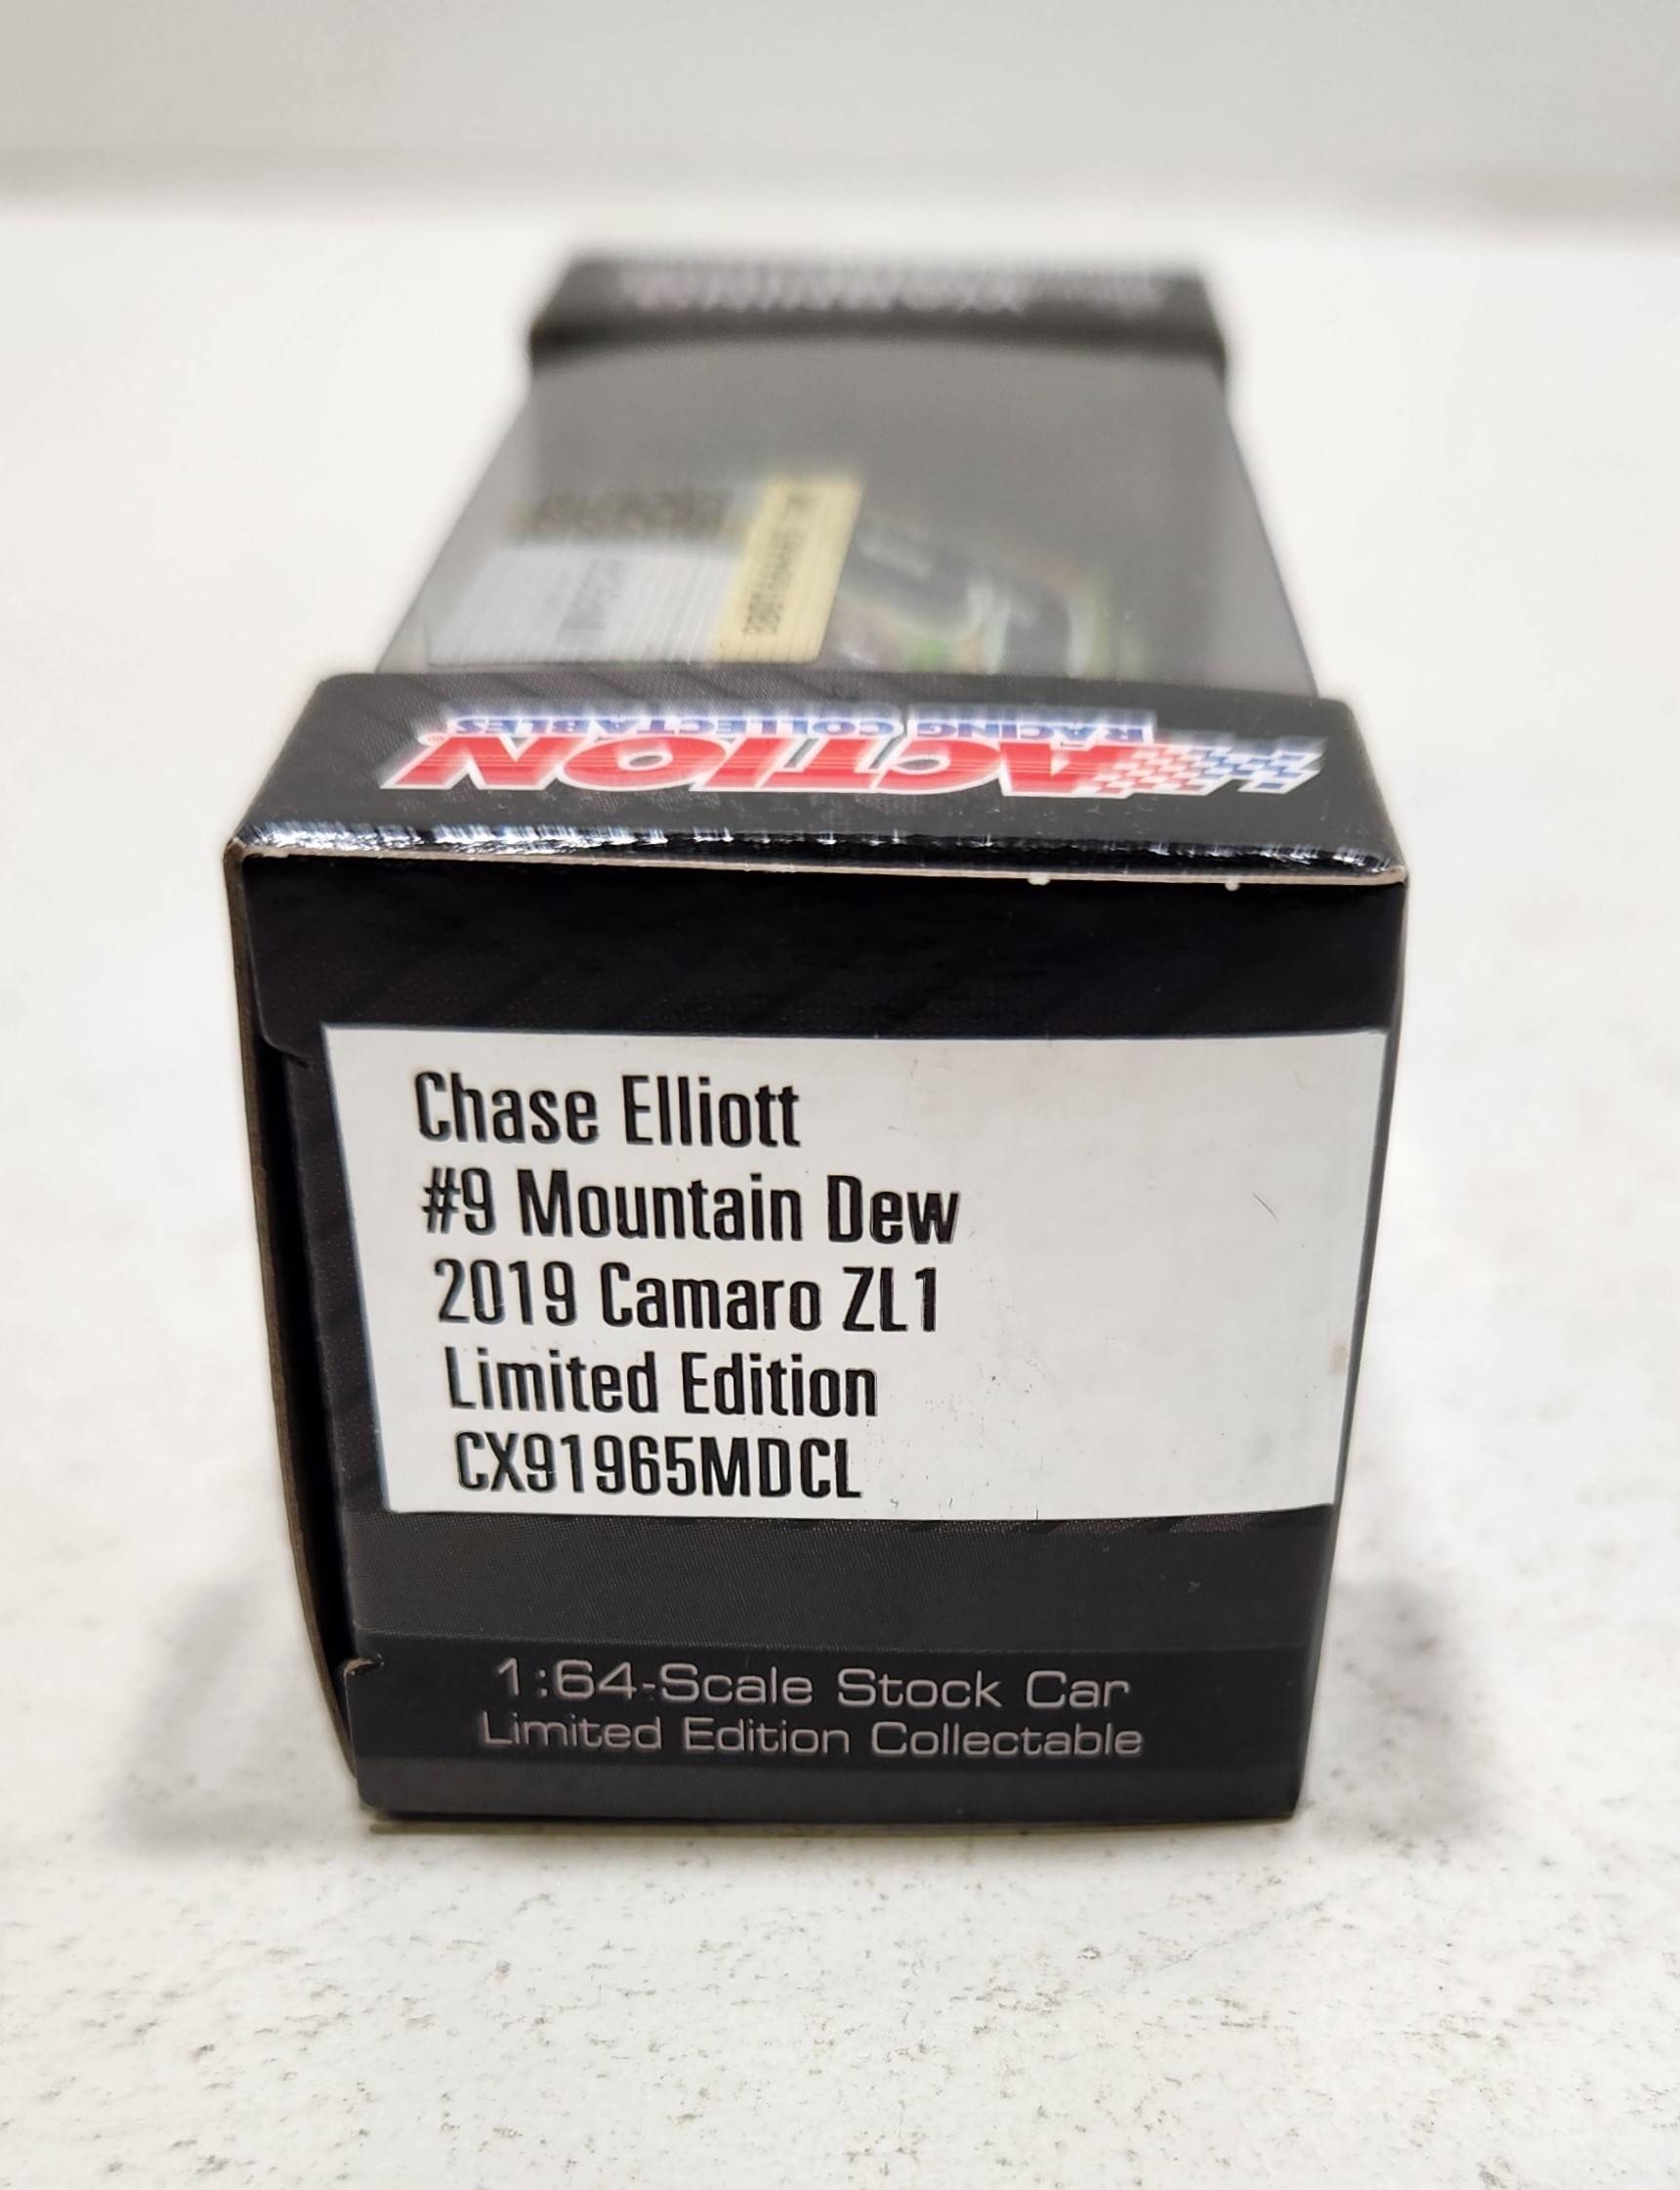 ACTION
RACING COLLECTABLES
Chase Elliott
#9 Mountain Dew
2019 Camaro ZL1
Limited Edition
CX91965MDCL
1:64-Scale Stock Car
Limited Edition Collectable